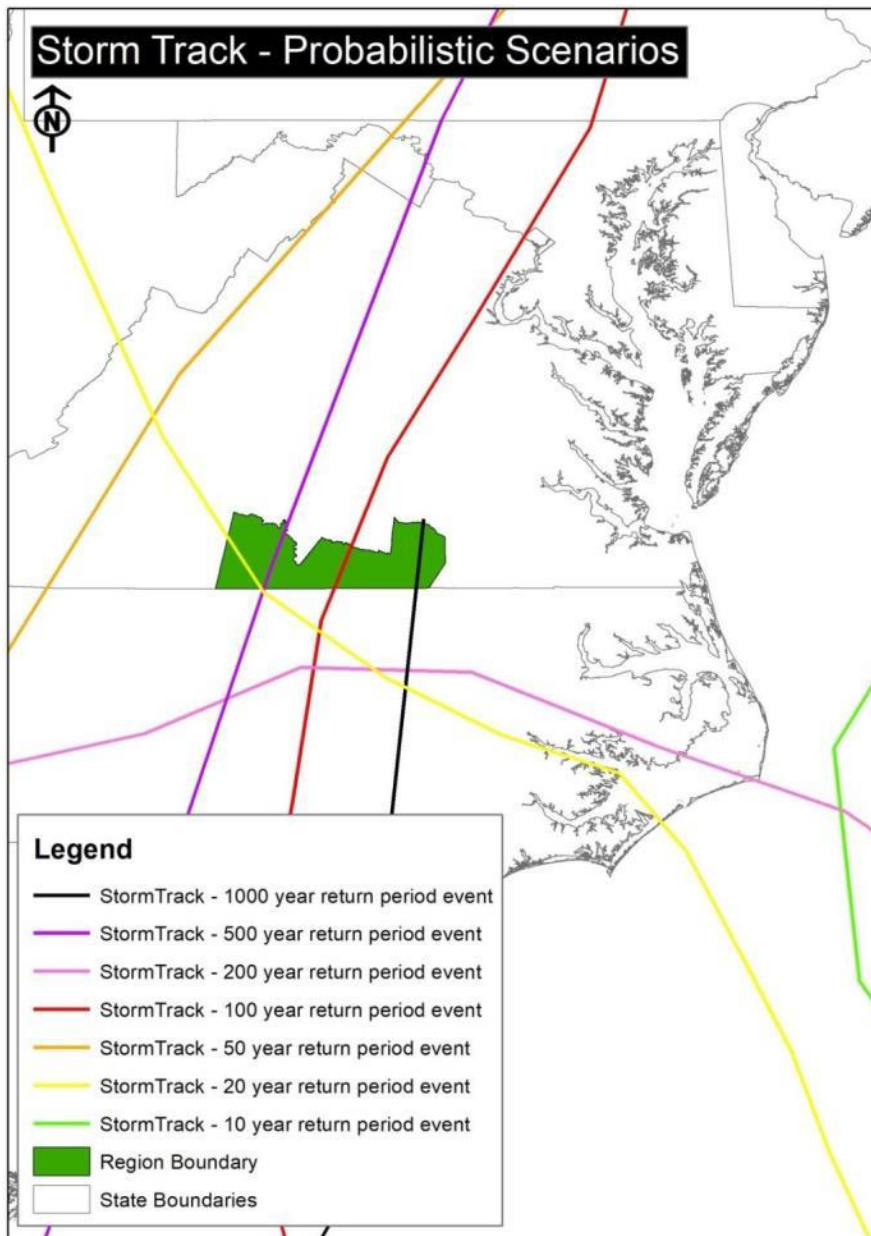 Storm Track - Probabilistic Scenarios
N
Legend
StormTrack - 1000 year return period event
StormTrack - 500 year return period event
StormTrack - 200 year return period event
StormTrack - 100 year return period event
StormTrack - 50 year return period event
StormTrack - 20 year return period event
StormTrack - 10 year return period event
Region Boundary
State Boundaries